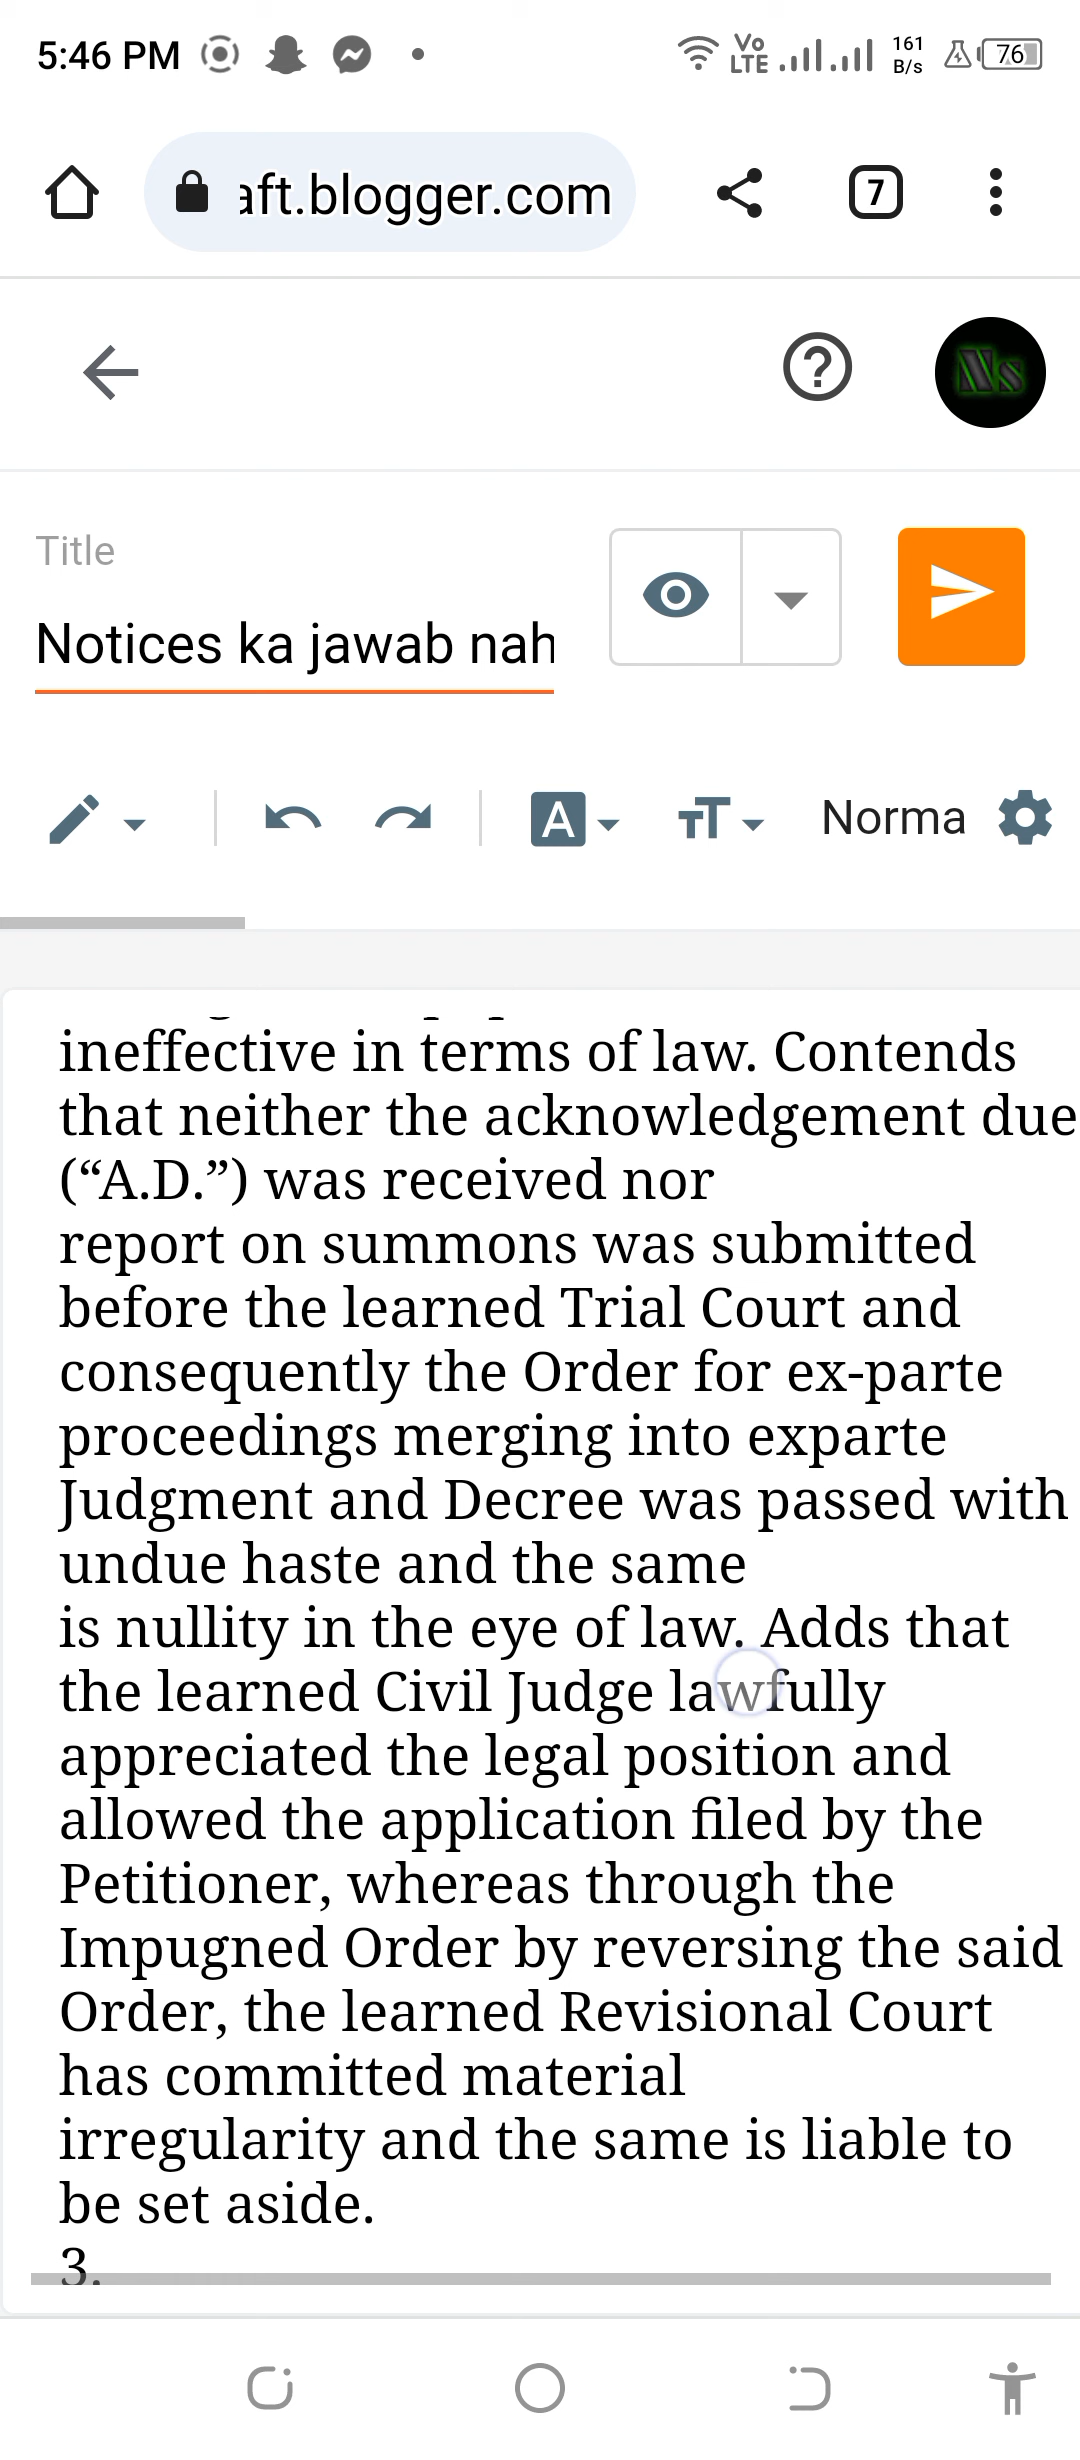 5:46 PM
Vo
LTE
161
B/s
76
aft.blogger.com
7
Ns
Title
Notices ka jawab nah
A
TT
Norma
ineffective in terms of law. Contends
that neither the acknowledgement due
(“A.D.”) was received nor
report on summons was submitted
before the learned Trial Court and
consequently the Order for ex-parte
proceedings merging into exparte
Judgment and Decree was passed with
undue haste and the same
is nullity in the eye of law. Adds that
the learned Civil Judge lawfully
appreciated the legal position and
allowed the application filed by the
Petitioner, whereas through the
Impugned Order by reversing the said
Order, the learned Revisional Court
has committed material
irregularity and the same is liable to
be set aside.
3.